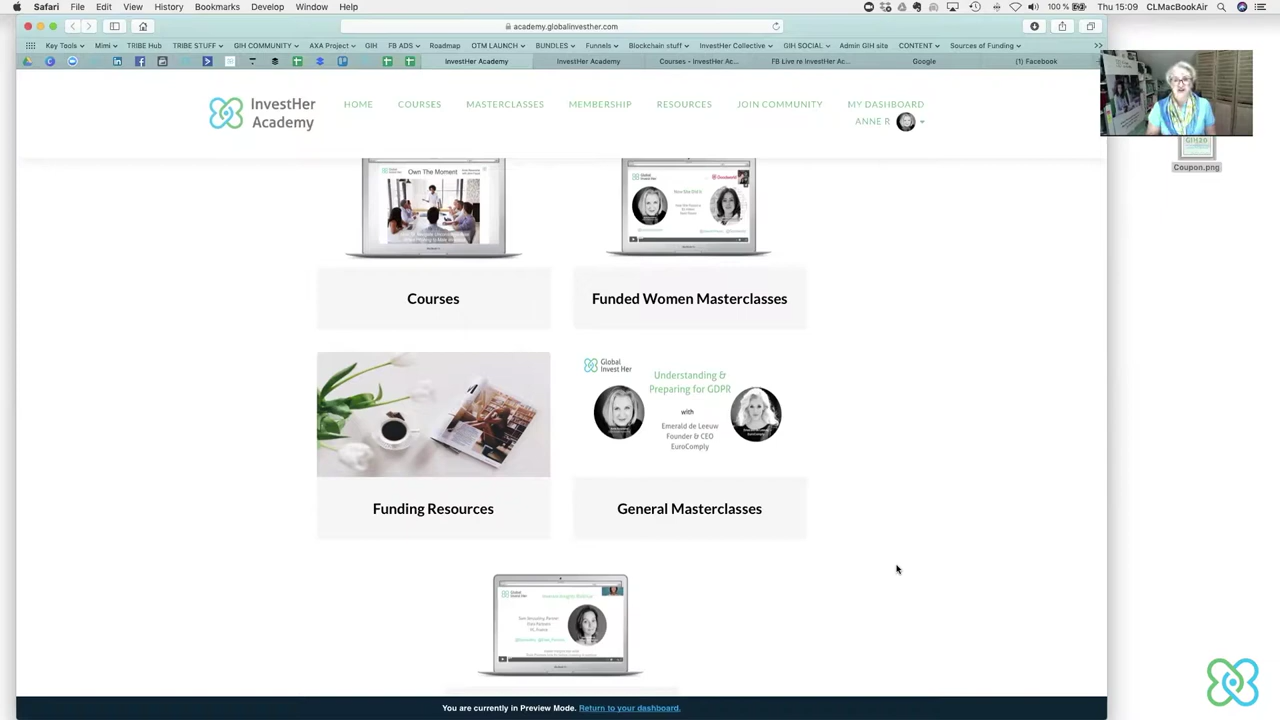 Safari File Edit View History Bookmarks Develop Window Help 100 % Thu 15:09 CLMacBookAir
academy.globalinvesther.com
Key Tools Mimi TRIBE Hub TRIBE STUFF GIH COMMUNITY AXA Project GIH FB ADS Roadmap OTM LAUNCH BUNDLES Funnels Blockchain stuff InvestHer Collective GIH SOCIAL Admin GIH site CONTENT Sources of Funding
InvestHer Academy InvestHer Academy Courses – InvestHer Ac... FB Live re InvestHer Ac... Google (1) Facebook
InvestHer
Academy
HOME COURSES MASTERCLASSES MEMBERSHIP RESOURCES JOIN COMMUNITY MY DASHBOARD
ANNE R
Coupon.png
Own The Moment
Courses
Funded Women Masterclasses
Global
Invest Her
Understanding &
Preparing for GDPR
with
Emerald de Leeuw
Founder & CEO
EuroComply
Funding Resources
General Masterclasses
You are currently in Preview Mode. Return to your dashboard.